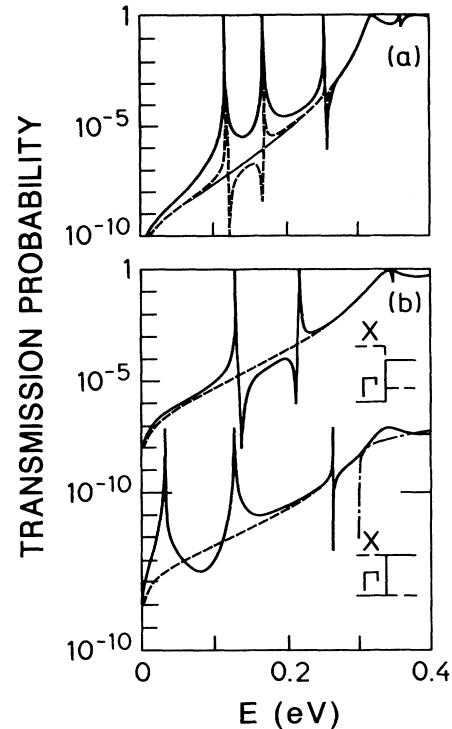 1
(a)
10⁻⁵
10⁻¹⁰
1
(b)
X
Γ
10⁻⁵
10⁻¹⁰
X
Γ
10⁻¹⁰
0
0.2
0.4
E (eV)
TRANSMISSION PROBABILITY